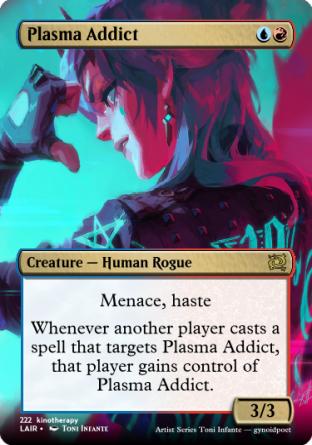 Plasma Addict
Creature — Human Rogue
Menace, haste
Whenever another player casts a
spell that targets Plasma Addict,
that player gains control of
Plasma Addict.
3/3
222 kinotherapy
LAIR • Toni Infante
Artist Series Toni Infante — gynoidpoet